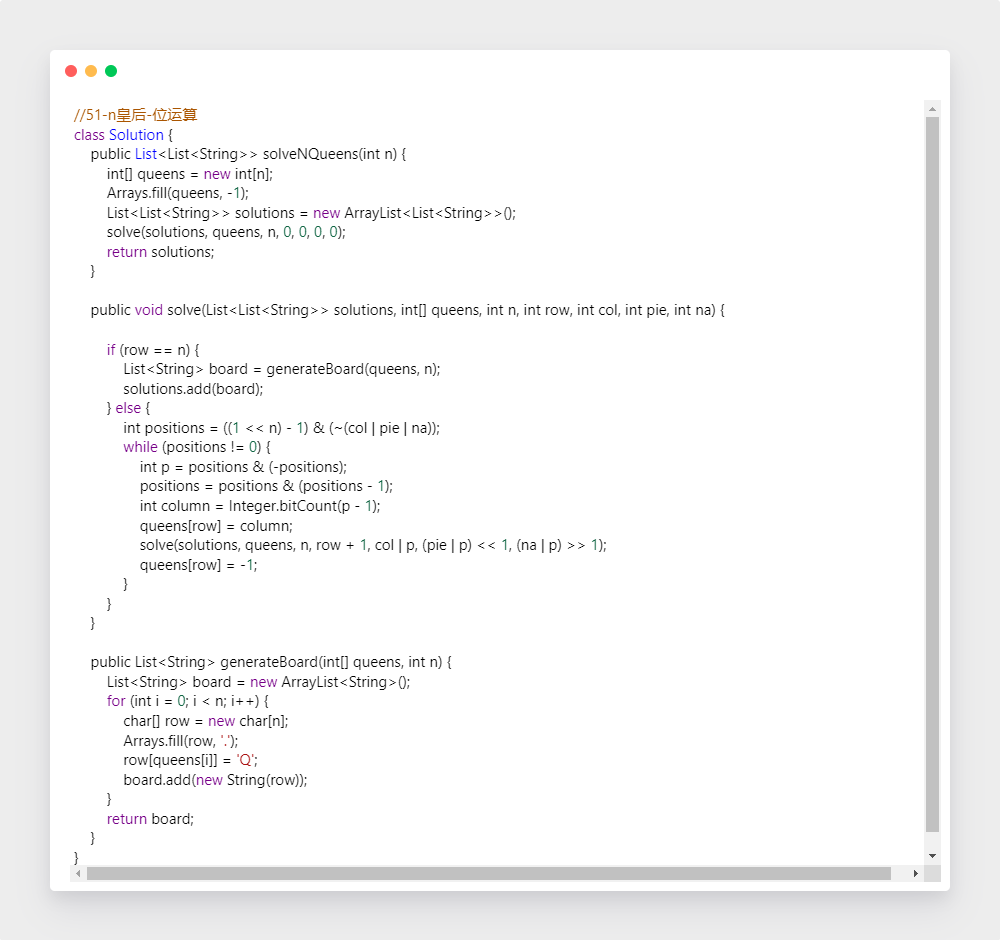 //51-n皇后-位运算
class Solution {
    public List<List<String>> solveNQueens(int n) {
        int[] queens = new int[n];
        Arrays.fill(queens, -1);
        List<List<String>> solutions = new ArrayList<List<String>>();
        solve(solutions, queens, n, 0, 0, 0, 0);
        return solutions;
    }

    public void solve(List<List<String>> solutions, int[] queens, int n, int row, int col, int pie, int na) {

        if (row == n) {
            List<String> board = generateBoard(queens, n);
            solutions.add(board);
        } else {
            int positions = ((1 << n) - 1) & (~(col | pie | na));
            while (positions != 0) {
                int p = positions & (-positions);
                positions = positions & (positions - 1);
                int column = Integer.bitCount(p - 1);
                queens[row] = column;
                solve(solutions, queens, n, row + 1, col | p, (pie | p) << 1, (na | p) >> 1);
                queens[row] = -1;
            }
        }
    }

    public List<String> generateBoard(int[] queens, int n) {
        List<String> board = new ArrayList<String>();
        for (int i = 0; i < n; i++) {
            char[] row = new char[n];
            Arrays.fill(row, '.');
            row[queens[i]] = 'Q';
            board.add(new String(row));
        }
        return board;
    }
}